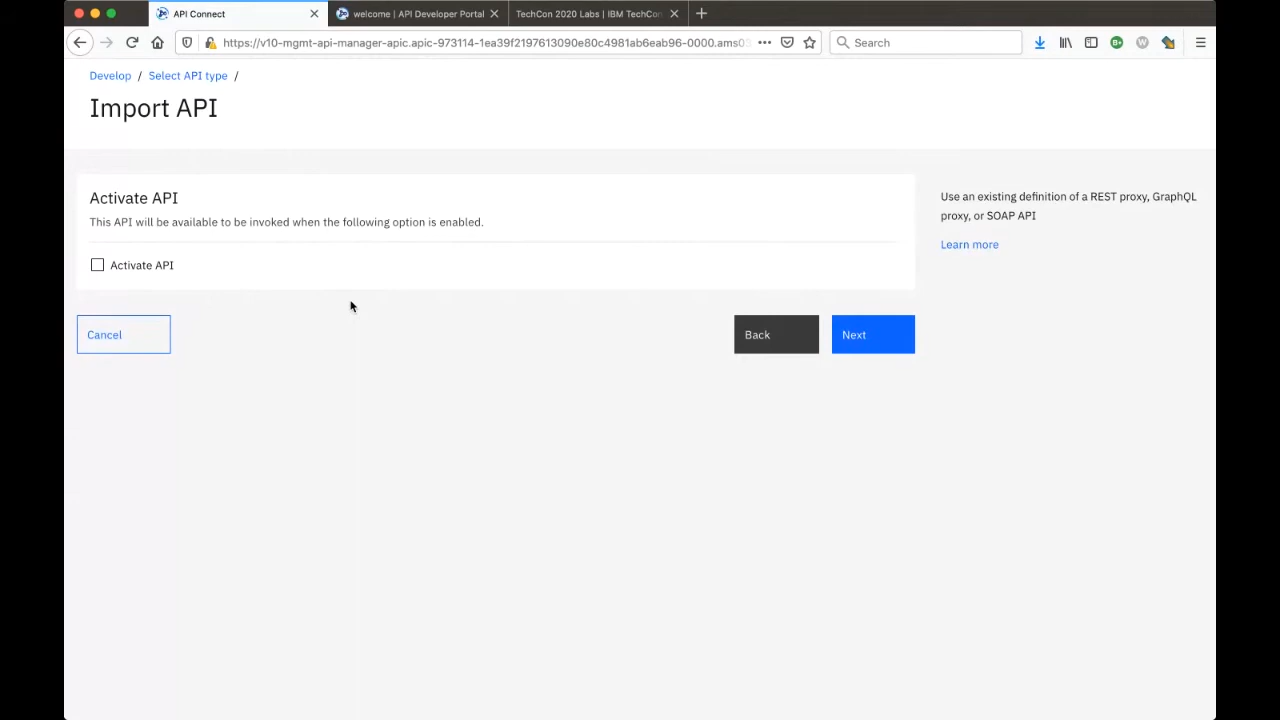 API Connect
welcome | API Developer Portal
TechCon 2020 Labs | IBM TechCon
https://v10-mgmt-api-manager-apic.apic-973114-1ea39f2197613090e80c4981ab6eab96-0000.ams03
Search
Develop / Select API type /
Import API
Activate API
This API will be available to be invoked when the following option is enabled.
Activate API
Use an existing definition of a REST proxy, GraphQL
proxy, or SOAP API
Learn more
Cancel
Back
Next